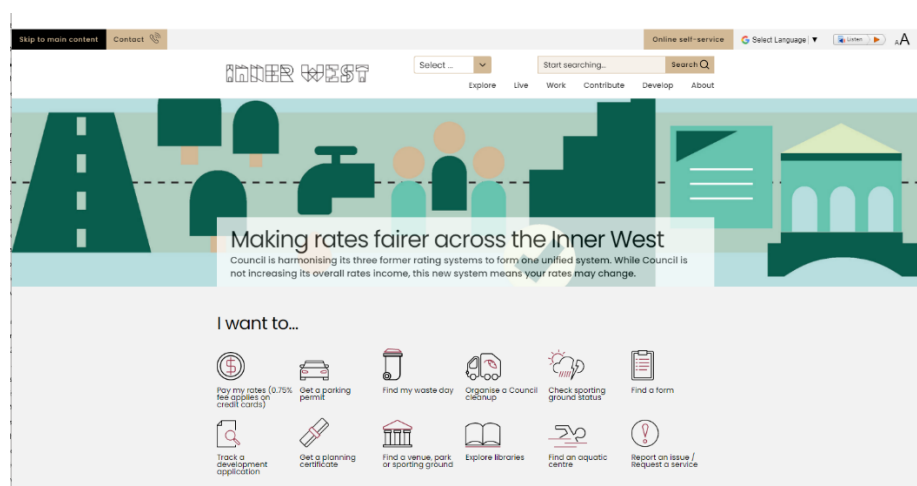 Skip to main content Contact Online self-service Select Language ▼ Listen AA
INNER WEST Select ... Start searching... Search
Explore Live Work Contribute Develop About
Making rates fairer across the Inner West
Council is harmonising its three former rating systems to form one unified system. While Council is
not increasing its overall rates income, this new system means your rates may change.
I want to...
Pay my rates (0.75%
fee applies on
credit cards)
Get a parking
permit
Find my waste day
Organise a Council
cleanup
Check sporting
ground status
Find a form
Track a
development
application
Get a planning
certificate
Find a venue, park
or sporting ground
Explore libraries
Find an aquatic
centre
Report an issue /
Request a service